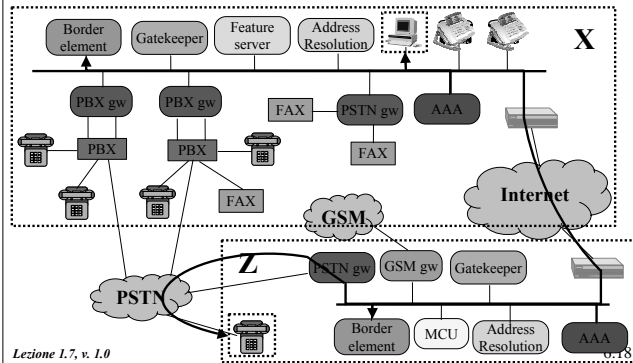 Border
element
Gatekeeper
Feature
server
Address
Resolution
X
PBX gw
PBX gw
FAX
PSTN gw
AAA
PBX
PBX
FAX
FAX
Internet
GSM
Z
PSTN gw
GSM gw
Gatekeeper
PSTN
Border
element
MCU
Address
Resolution
AAA
Lezione 1.7, v. 1.0
6.18